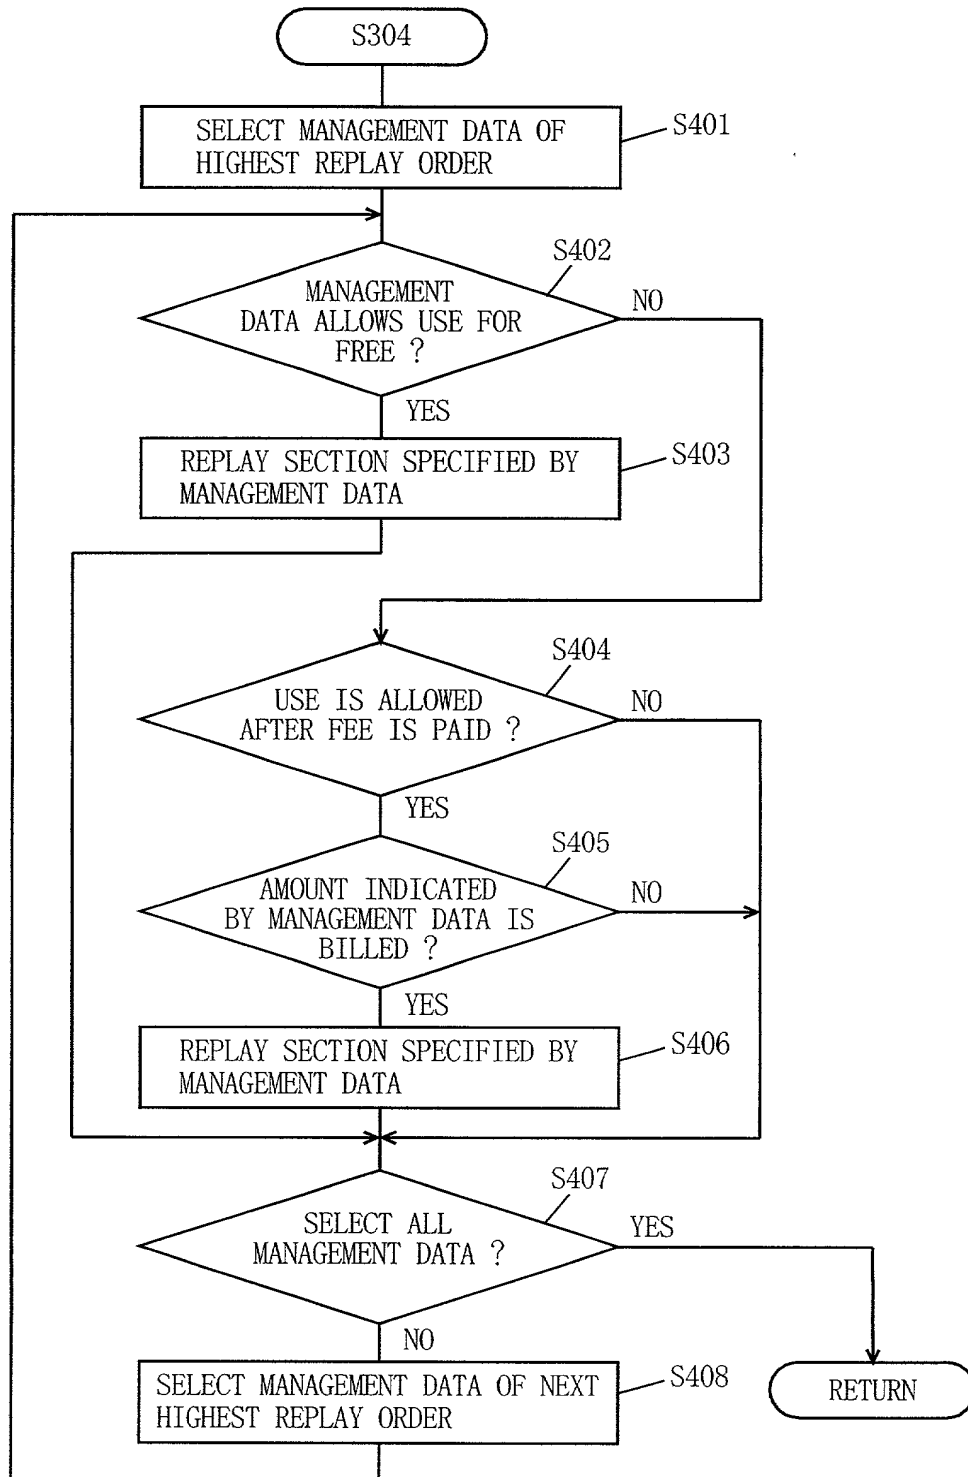 S304
SELECT MANAGEMENT DATA OF
HIGHEST REPLAY ORDER
S401
S402
MANAGEMENT
DATA ALLOWS USE FOR
FREE ?
NO
YES
REPLAY SECTION SPECIFIED BY
MANAGEMENT DATA
S403
S404
USE IS ALLOWED
AFTER FEE IS PAID ?
NO
YES
S405
AMOUNT INDICATED
BY MANAGEMENT DATA IS
BILLED ?
NO
YES
REPLAY SECTION SPECIFIED BY
MANAGEMENT DATA
S406
S407
SELECT ALL
MANAGEMENT DATA ?
YES
NO
SELECT MANAGEMENT DATA OF NEXT
HIGHEST REPLAY ORDER
S408
RETURN